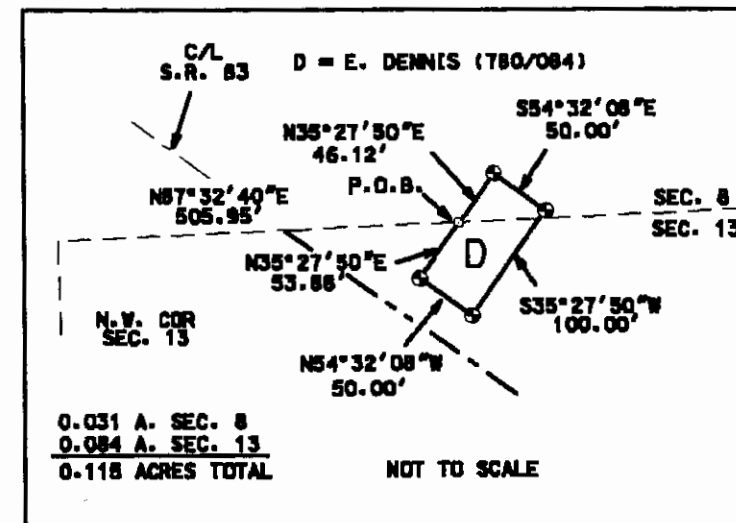 C/L
S.R. 83
D = E. DENNIS (780/084)
S54°32'08"E
50.00'
N35°27'50"E
46.12'
P.O.B.
N87°32'40"E
505.95'
SEC. 8
SEC. 13
N35°27'50"E
53.88'
D
S35°27'50"W
100.00'
N.W. COR
SEC. 13
N54°32'08"W
50.00'
0.031 A. SEC. 8
0.084 A. SEC. 13
0.115 ACRES TOTAL
NOT TO SCALE